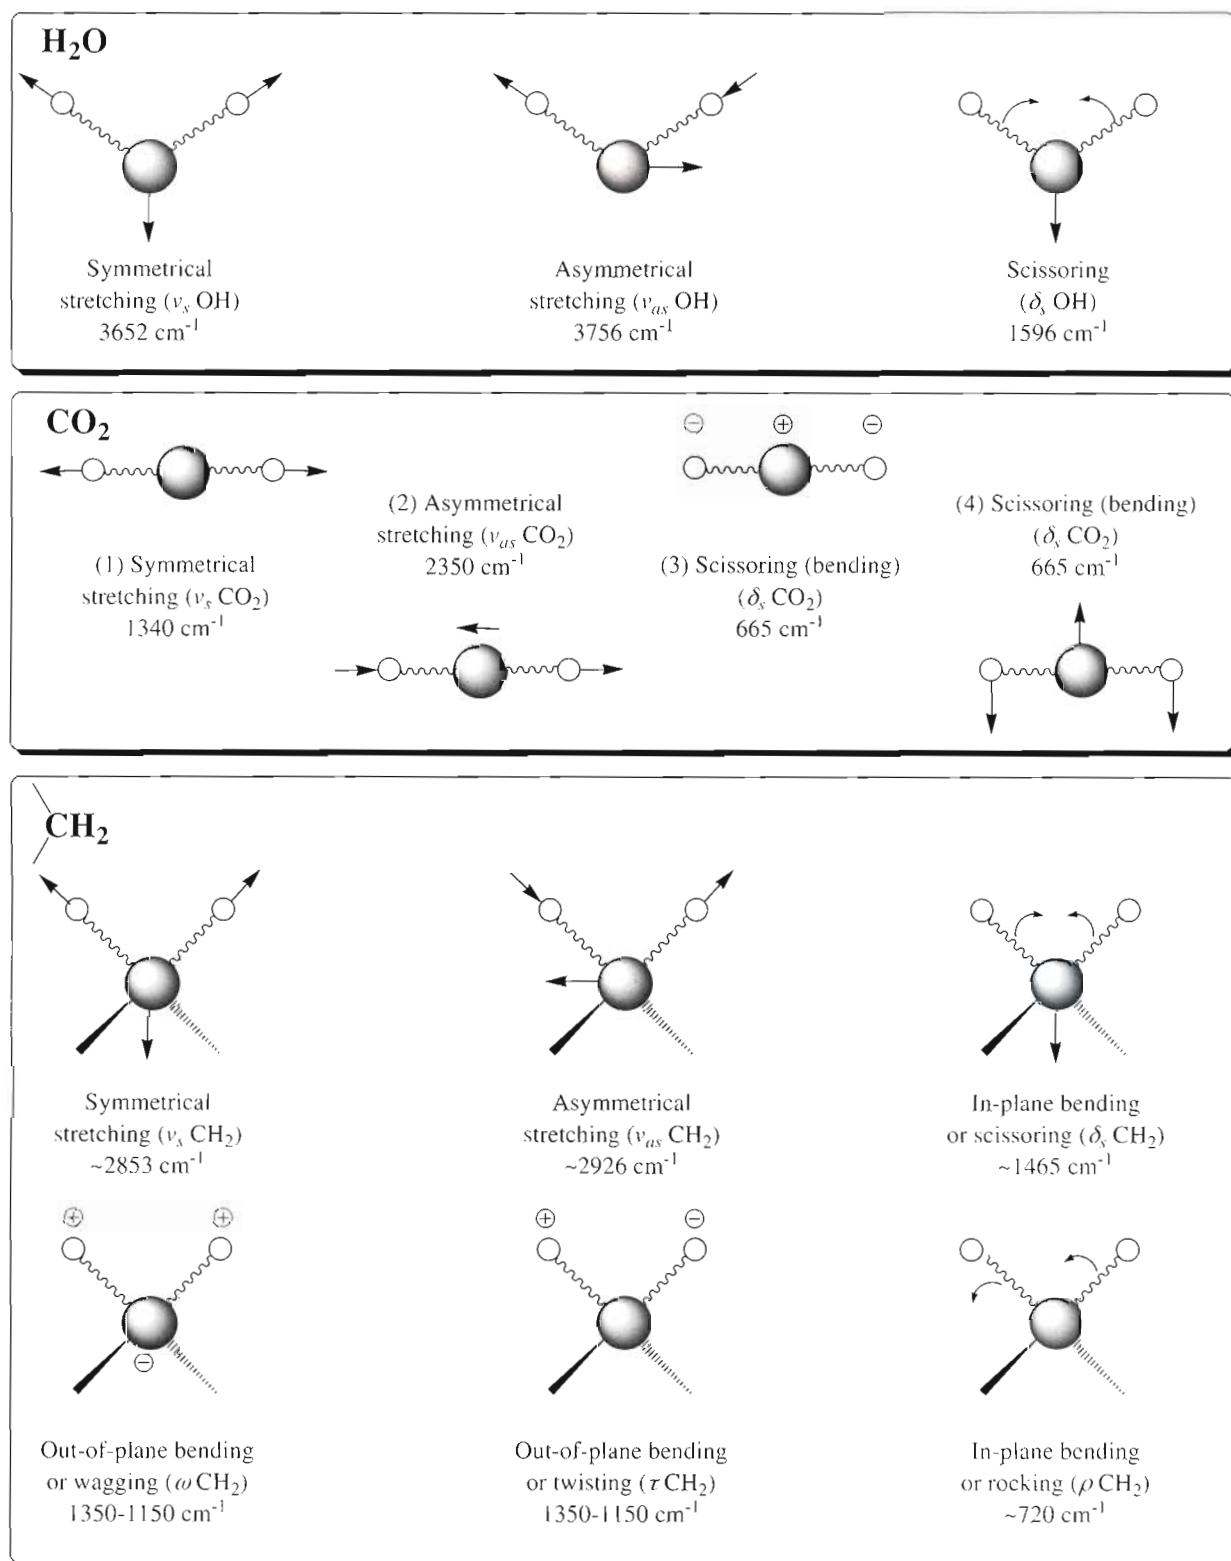 H₂O
Symmetrical
stretching (νₛ OH)
3652 cm⁻¹
Asymmetrical
stretching (νₐₛ OH)
3756 cm⁻¹
Scissoring
(δₛ OH)
1596 cm⁻¹
CO₂
(1) Symmetrical
stretching (νₛ CO₂)
1340 cm⁻¹
(2) Asymmetrical
stretching (νₐₛ CO₂)
2350 cm⁻¹
⊖ ⊕ ⊖
(3) Scissoring (bending)
(δₛ CO₂)
665 cm⁻¹
(4) Scissoring (bending)
(δₛ CO₂)
665 cm⁻¹
CH₂
Symmetrical
stretching (νₛ CH₂)
~2853 cm⁻¹
Asymmetrical
stretching (νₐₛ CH₂)
~2926 cm⁻¹
In-plane bending
or scissoring (δₛ CH₂)
~1465 cm⁻¹
⊕ ⊕
⊖
Out-of-plane bending
or wagging (ω CH₂)
1350-1150 cm⁻¹
⊕ ⊖
Out-of-plane bending
or twisting (τ CH₂)
1350-1150 cm⁻¹
In-plane bending
or rocking (ρ CH₂)
~720 cm⁻¹